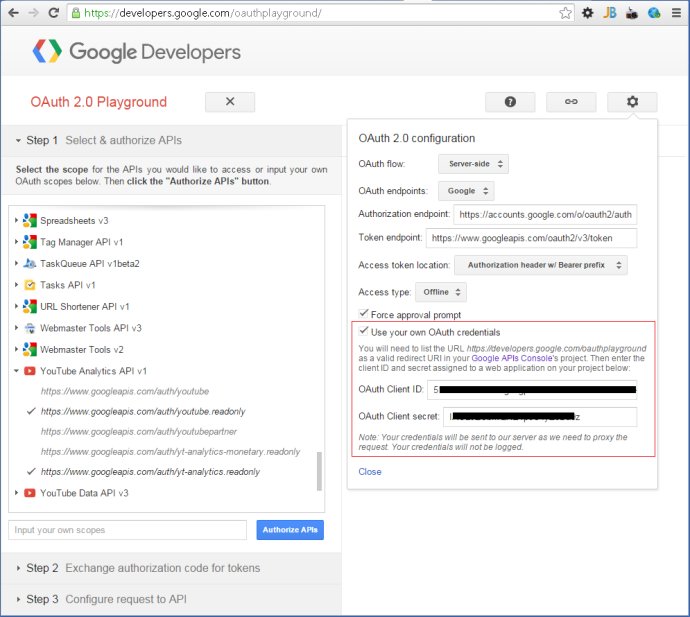 https://developers.google.com/oauthplayground/
JB
Google Developers
OAuth 2.0 Playground
Step 1 Select & authorize APIs
Select the scope for the APIs you would like to access or input your own
OAuth scopes below. Then click the "Authorize APIs" button.
Spreadsheets v3
Tag Manager API v1
TaskQueue API v1beta2
Tasks API v1
URL Shortener API v1
Webmaster Tools API v3
Webmaster Tools v2
YouTube Analytics API v1
https://www.googleapis.com/auth/youtube
https://www.googleapis.com/auth/youtube.readonly
https://www.googleapis.com/auth/youtubepartner
https://www.googleapis.com/auth/yt-analytics-monetary.readonly
https://www.googleapis.com/auth/yt-analytics.readonly
YouTube Data API v3
Input your own scopes
Authorize APIs
Step 2 Exchange authorization code for tokens
Step 3 Configure request to API
OAuth 2.0 configuration
OAuth flow: Server-side
OAuth endpoints: Google
Authorization endpoint: https://accounts.google.com/o/oauth2/auth
Token endpoint: https://www.googleapis.com/oauth2/v3/token
Access token location: Authorization header w/ Bearer prefix
Access type: Offline
Force approval prompt
Use your own OAuth credentials
You will need to list the URL https://developers.google.com/oauthplayground
as a valid redirect URI in your Google APIs Console's project. Then enter the
client ID and secret assigned to a web application on your project below:
OAuth Client ID:
OAuth Client secret:
Note: Your credentials will be sent to our server as we need to proxy the
request. Your credentials will not be logged.
Close